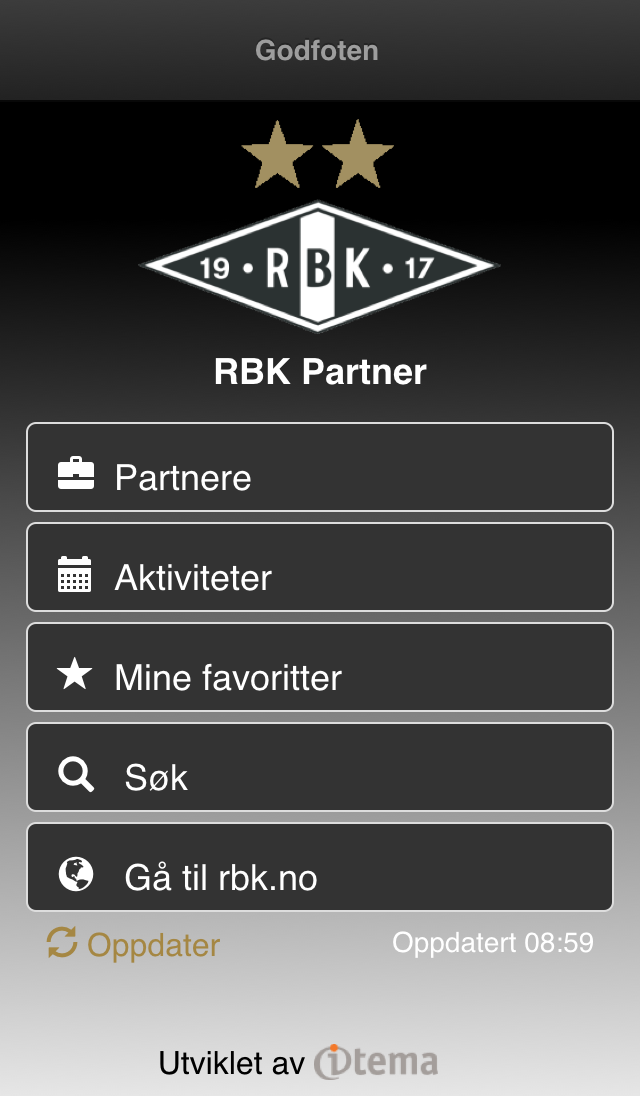 Godfoten
19 • RBK • 17
RBK Partner
Partnere
Aktiviteter
Mine favoritter
Søk
Gå til rbk.no
Oppdater Oppdatert 08:59
Utviklet av itema